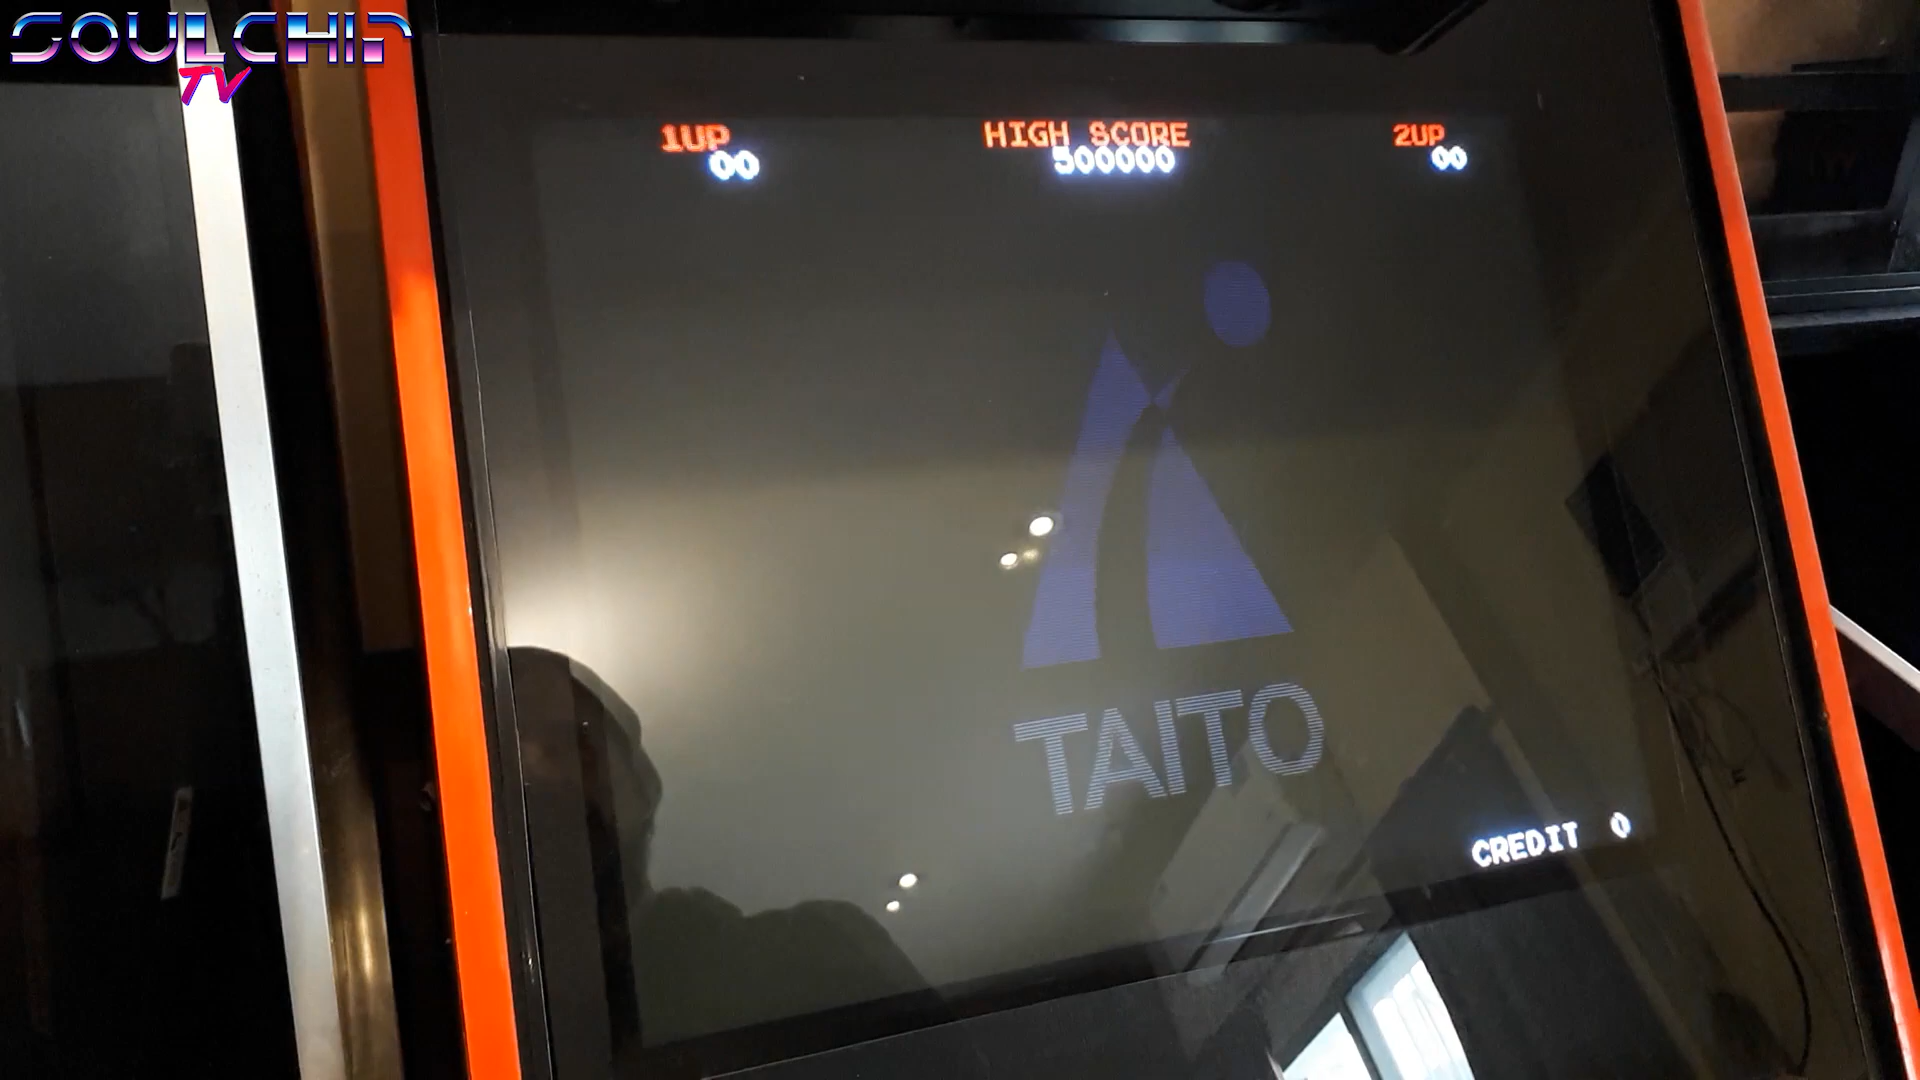 SOULCHIP
TV
1UP HIGH SCORE 2UP
00 500000 00
TAITO
CREDIT 0